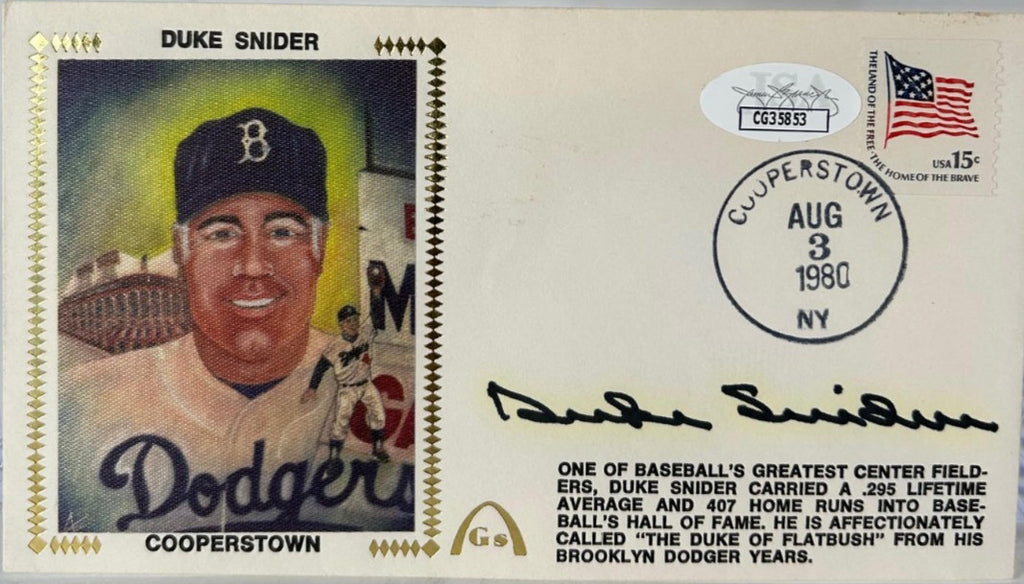 DUKE SNIDER
B
M
GA
4
Dodgers
COOPERSTOWN
JSA
CG35853
THE LAND OF THE FREE · THE HOME OF THE BRAVE
USA 15c
COOPERSTOWN
AUG
3
1980
NY
Duke Snider
Gs
ONE OF BASEBALL'S GREATEST CENTER FIELD-
ERS, DUKE SNIDER CARRIED A .295 LIFETIME
AVERAGE AND 407 HOME RUNS INTO BASE-
BALL'S HALL OF FAME. HE IS AFFECTIONATELY
CALLED "THE DUKE OF FLATBUSH" FROM HIS
BROOKLYN DODGER YEARS.